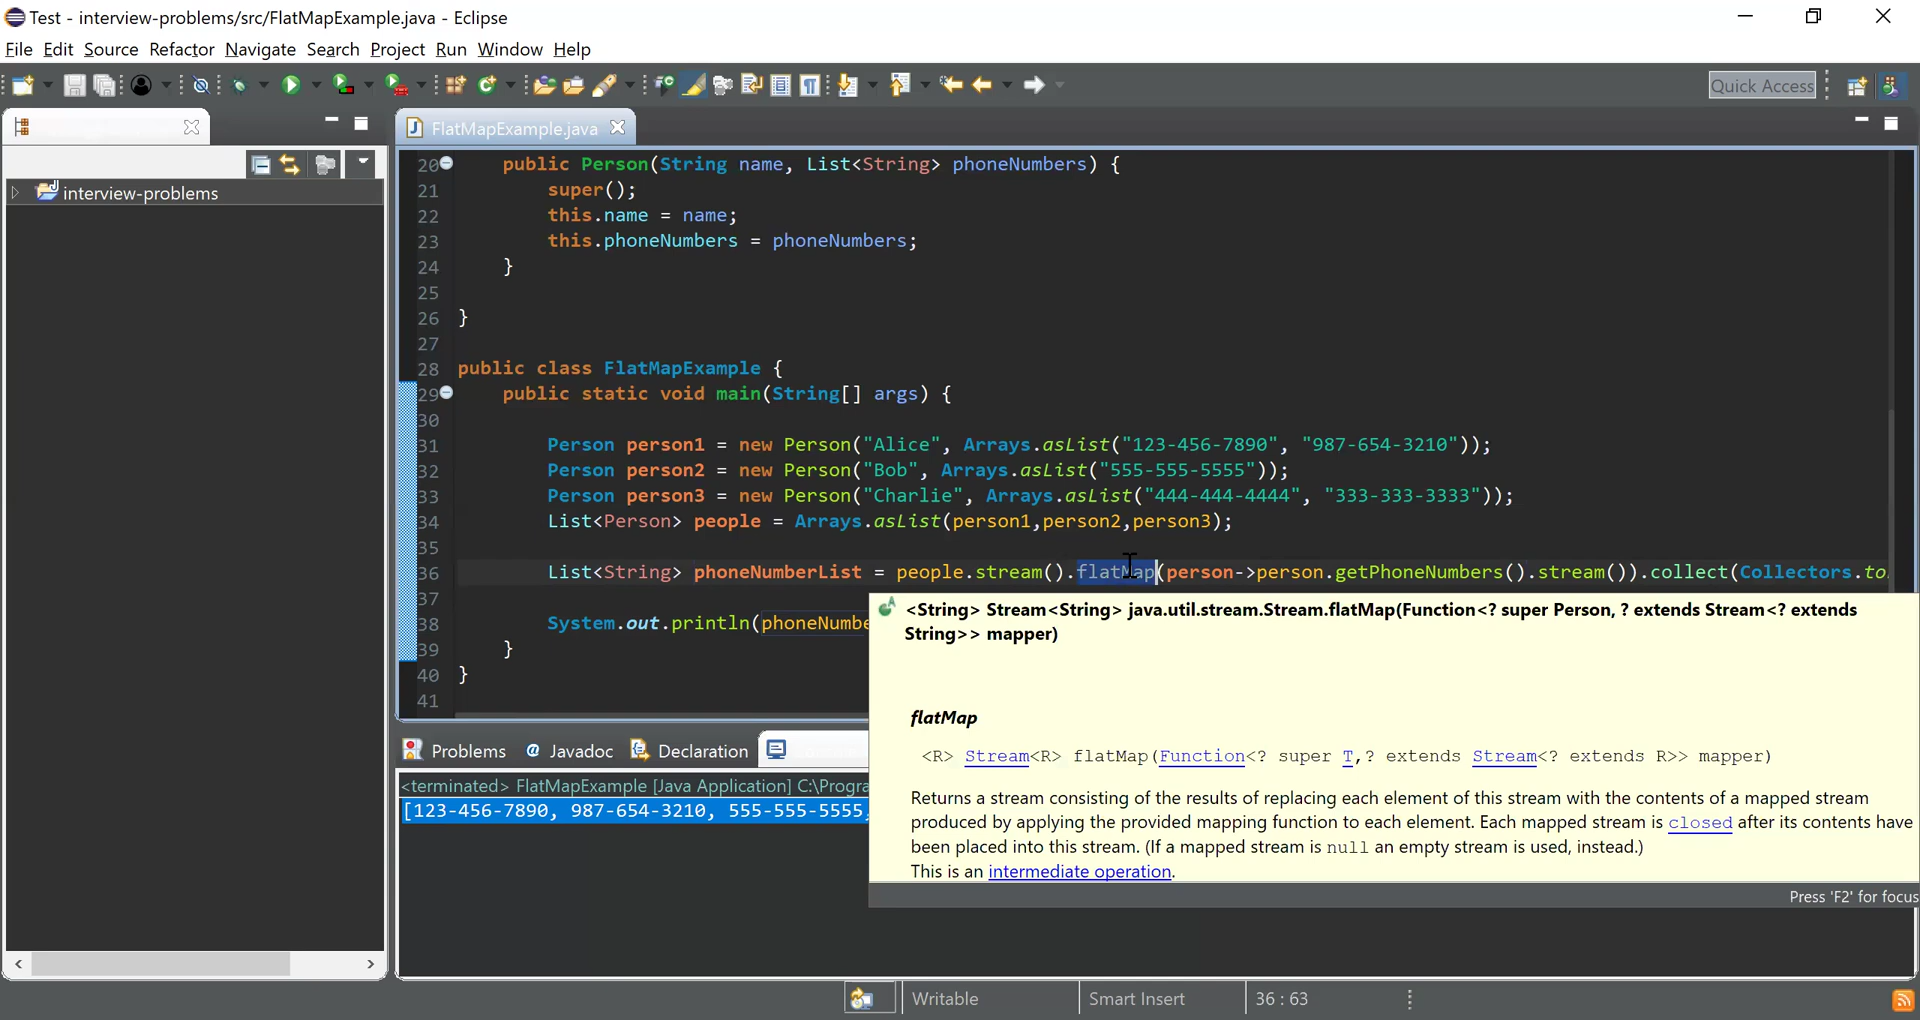 Test - interview-problems/src/FlatMapExample.java - Eclipse
File Edit Source Refactor Navigate Search Project Run Window Help
Quick Access
FlatMapExample.java
interview-problems
20 public Person(String name, List<String> phoneNumbers) {
21 super();
22 this.name = name;
23 this.phoneNumbers = phoneNumbers;
24 }
25
26 }
27
28 public class FlatMapExample {
29 public static void main(String[] args) {
30
31 Person person1 = new Person("Alice", Arrays.asList("123-456-7890", "987-654-3210"));
32 Person person2 = new Person("Bob", Arrays.asList("555-555-5555"));
33 Person person3 = new Person("Charlie", Arrays.asList("444-444-4444", "333-333-3333"));
34 List<Person> people = Arrays.asList(person1,person2,person3);
35
36 List<String> phoneNumberList = people.stream().flatMap(person->person.getPhoneNumbers().stream()).collect(Collectors.to
37
38 System.out.println(phoneNumbe
39 }
40 }
41
<String> Stream<String> java.util.stream.Stream.flatMap(Function<? super Person, ? extends Stream<? extends
String>> mapper)
flatMap
<R> Stream<R> flatMap(Function<? super T,? extends Stream<? extends R>> mapper)
Returns a stream consisting of the results of replacing each element of this stream with the contents of a mapped stream
produced by applying the provided mapping function to each element. Each mapped stream is closed after its contents have
been placed into this stream. (If a mapped stream is null an empty stream is used, instead.)
This is an intermediate operation.
Press 'F2' for focus
Problems @ Javadoc Declaration
<terminated> FlatMapExample [Java Application] C:\Progra
[123-456-7890, 987-654-3210, 555-555-5555,
Writable Smart Insert 36 : 63